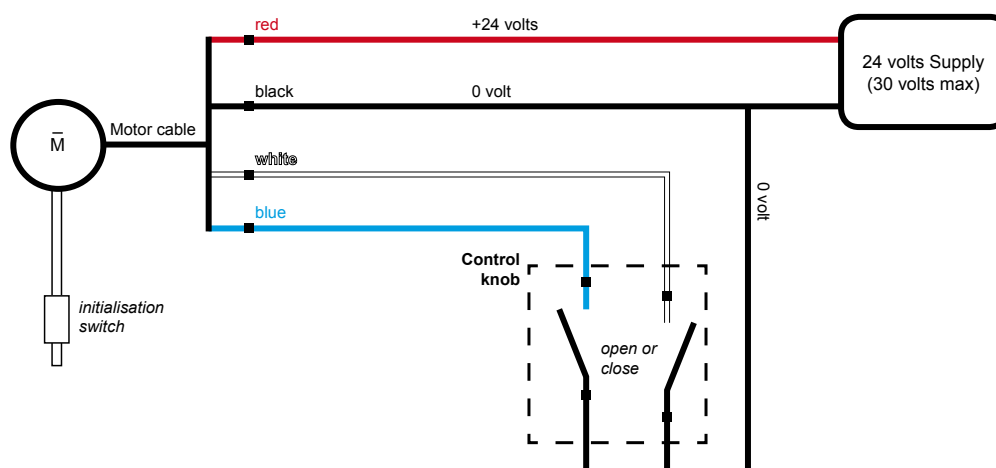 red
+24 volts
24 volts Supply
(30 volts max)
black
0 volt
Motor cable
M
white
0 volt
blue
Control
knob
initialisation
switch
open or
close